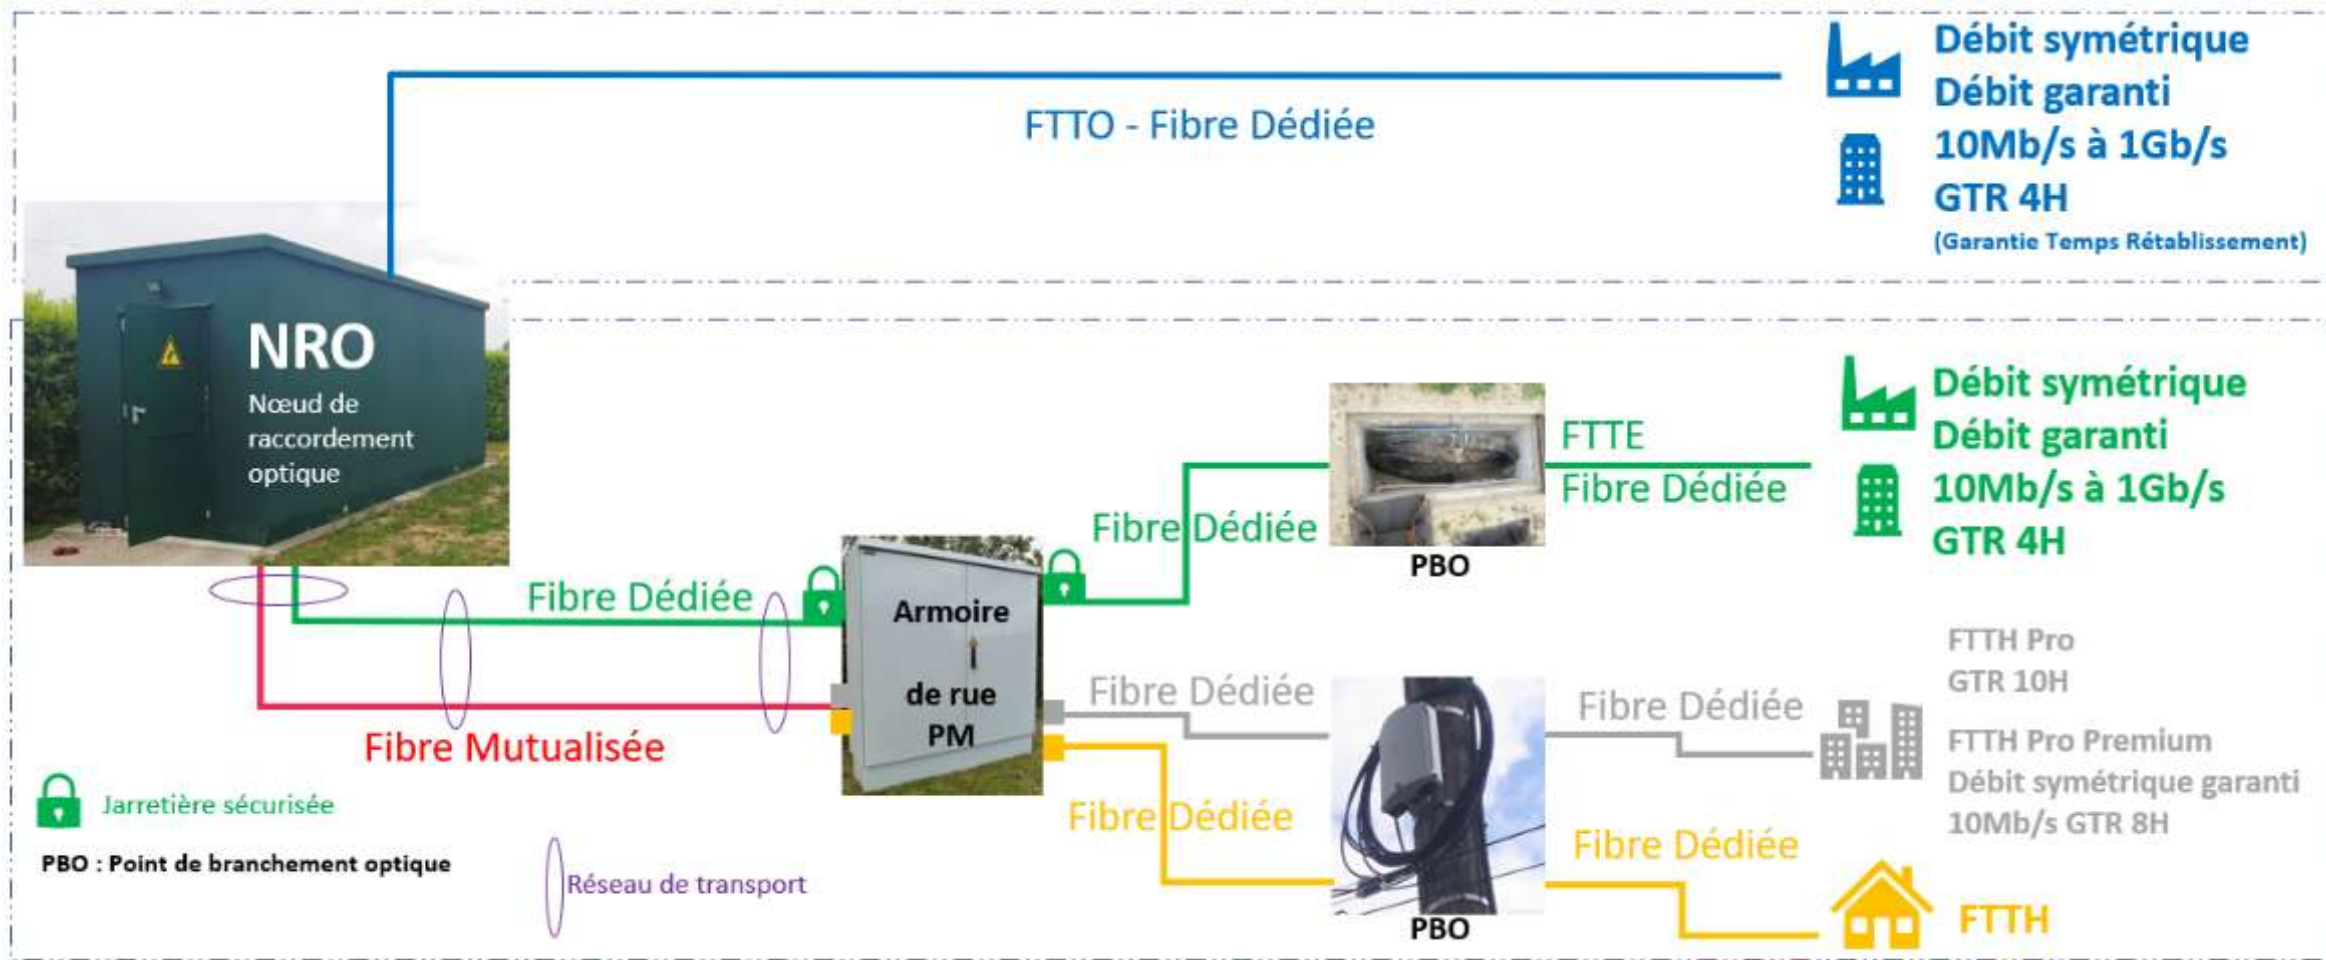 Débit symétrique
Débit garanti
10Mb/s à 1Gb/s
GTR 4H
(Garantie Temps Rétablissement)
FTTO - Fibre Dédiée
NRO
Nœud de
raccordement
optique
FTTE
Fibre Dédiée
Fibre Dédiée
PBO
Débit symétrique
Débit garanti
10Mb/s à 1Gb/s
GTR 4H
Fibre Dédiée
Armoire
de rue
PM
Fibre Mutualisée
Fibre Dédiée
Fibre Dédiée
FTTH Pro
GTR 10H
FTTH Pro Premium
Débit symétrique garanti
10Mb/s GTR 8H
Fibre Dédiée
Fibre Dédiée
PBO
FTTH
Jarretière sécurisée
PBO : Point de branchement optique
Réseau de transport